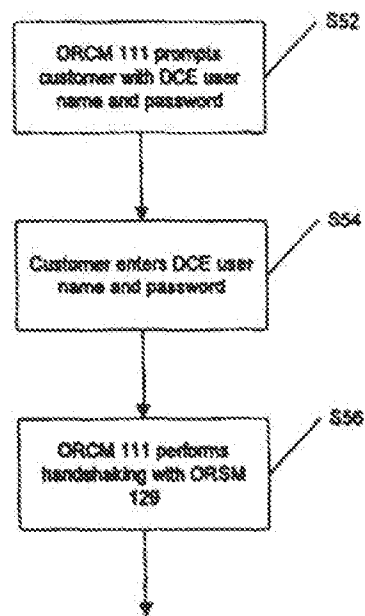 S52
ORCM 111 prompts
customer with DCE user
name and password
S54
Customer enters DCE user
name and password
S56
ORCM 111 performs
handshaking with ORSM
129